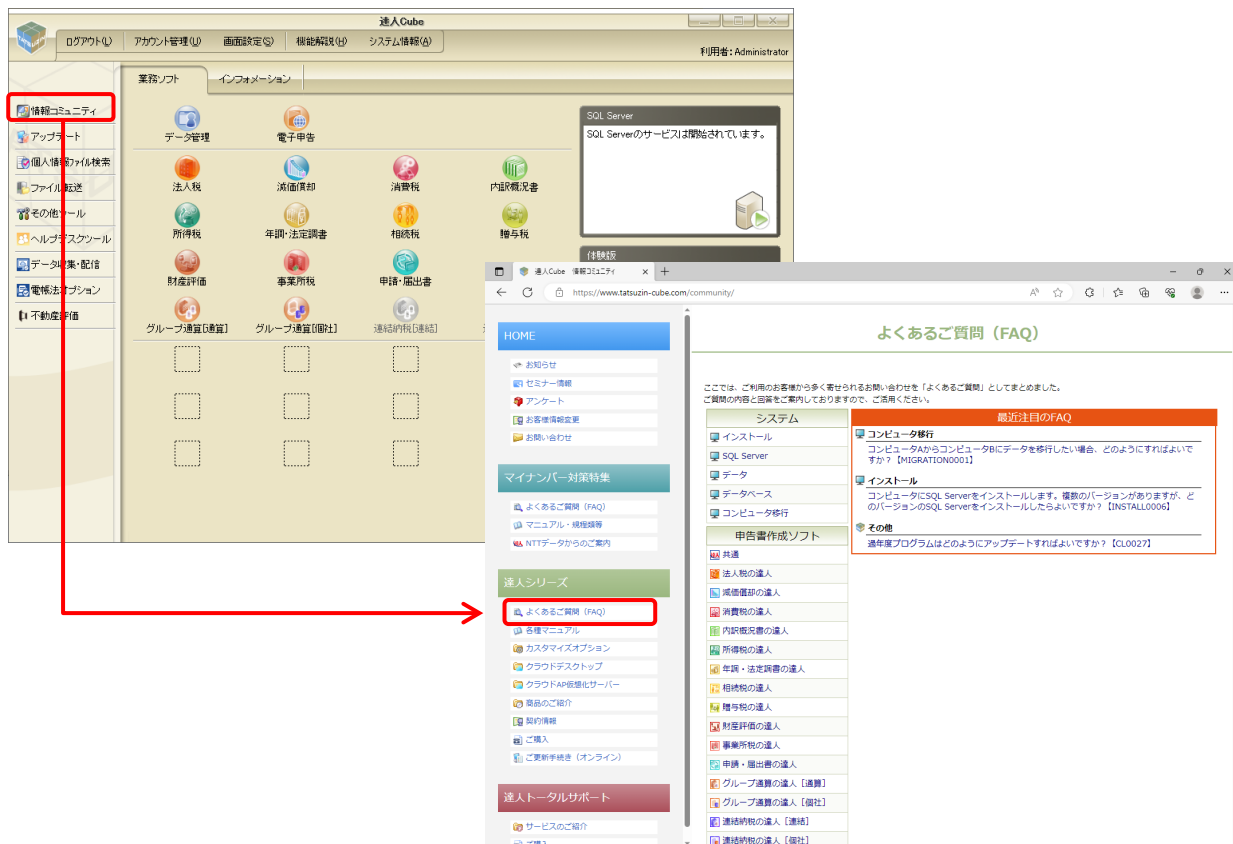 達人Cube
TATSUZIN
ログアウト(L)
アカウント管理(U)
画面設定(S)
機能解説(H)
システム情報(A)
利用者：Administrator
情報コミュニティ
アップデート
個人情報ファイル検索
ファイル転送
その他ツール
ヘルプデスクツール
データ収集・配信
電帳法オプション
不動産評価
業務ソフト
インフォメーション
データ管理
電子申告
法人税
減価償却
消費税
内訳概況書
所得税
年調・法定調書
相続税
贈与税
財産評価
事業所税
申請・届出書
グループ通算[通算]
グループ通算[個社]
連結納税[連結]
SQL Server
SQL Serverのサービスは開始されています。
体験版
達人Cube 情報コミュニティ
https://www.tatsuzin-cube.com/community/
HOME
お知らせ
セミナー情報
アンケート
お客様情報変更
お問い合わせ
マイナンバー対策特集
よくあるご質問（FAQ）
マニュアル・規程類等
NTTデータからのご案内
達人シリーズ
よくあるご質問（FAQ）
各種マニュアル
カスタマイズオプション
クラウドデスクトップ
クラウドAP仮想化サーバー
商品のご紹介
契約情報
ご購入
ご更新手続き（オンライン）
達人トータルサポート
サービスのご紹介
ご購入
よくあるご質問（FAQ）
ここでは、ご利用のお客様から多く寄せられるお問い合わせを「よくあるご質問」としてまとめました。
ご質問の内容と回答をご案内しておりますので、ご活用ください。
システム
インストール
SQL Server
データ
データベース
コンピュータ移行
申告書作成ソフト
共通
法人税の達人
減価償却の達人
消費税の達人
内訳概況書の達人
所得税の達人
年調・法定調書の達人
相続税の達人
贈与税の達人
財産評価の達人
事業所税の達人
申請・届出書の達人
グループ通算の達人［通算］
グループ通算の達人［個社］
連結納税の達人［連結］
連結納税の達人［個社］
最近注目のFAQ
コンピュータ移行
コンピュータAからコンピュータBにデータを移行したい場合、どのようにすればよいで
すか？【MIGRATION0001】
インストール
コンピュータにSQL Serverをインストールします。複数のバージョンがありますが、ど
のバージョンのSQL Serverをインストールしたらよいですか？【INSTALL0006】
その他
過年度プログラムはどのようにアップデートすればよいですか？【CL0027】